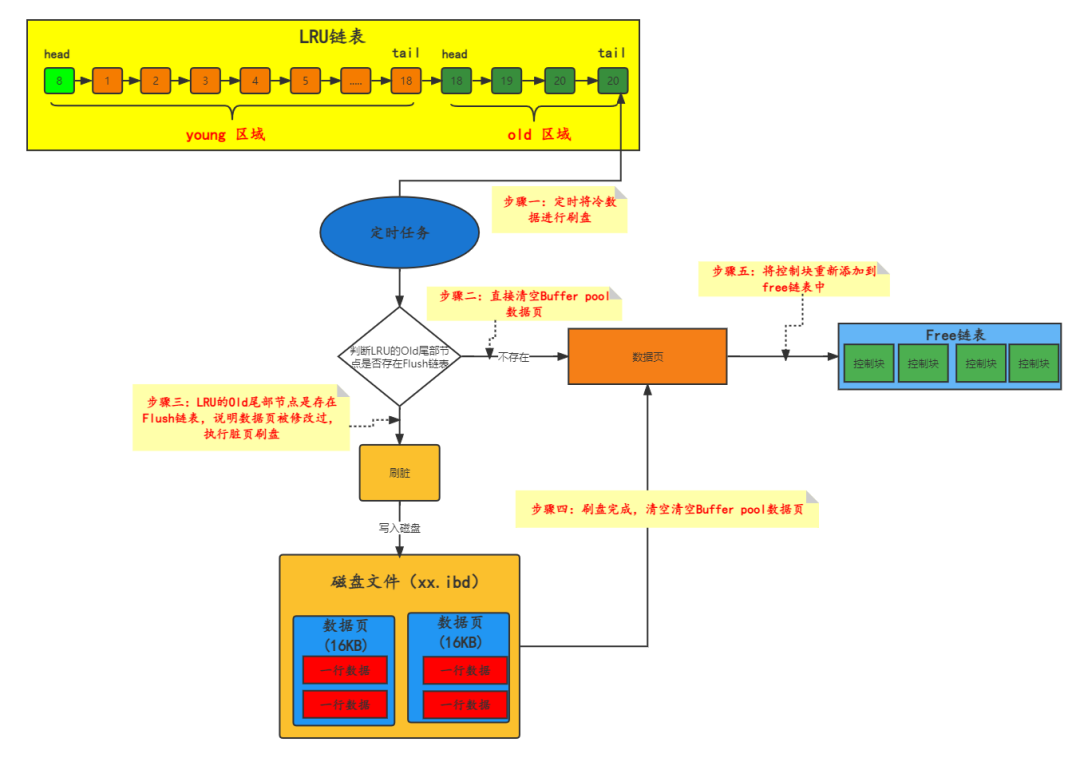 LRU链表
head
tail
head
tail
8
1
2
3
4
5
......
18
18
19
20
20
young 区域
old 区域
步骤一：定时将冷数
据进行刷盘
定时任务
步骤二：直接清空Buffer pool
数据页
步骤五：将控制块重新添加到
free链表中
判断LRU的Old尾部节
点是否存在Flush链表
不存在
数据页
Free链表
控制块
控制块
控制块
控制块
步骤三：LRU的Old尾部节点是存在
Flush链表，说明数据页被修改过，
执行脏页刷盘
刷脏
写入磁盘
步骤四：刷盘完成，清空清空Buffer pool数据页
磁盘文件（xx.ibd）
数据页
(16KB)
一行数据
一行数据
数据页
(16KB)
一行数据
一行数据